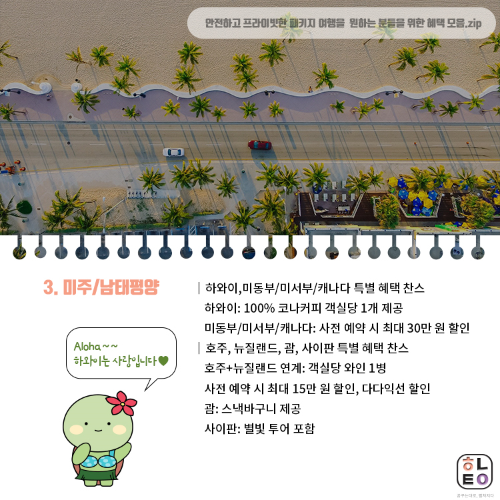 안전하고 프라이빗한 패키지 여행을 원하는 분들을 위한 혜택 모음.zip
3. 미주/남태평양
| 하와이,미동부/미서부/캐나다 특별 혜택 찬스
하와이: 100% 코나커피 객실당 1개 제공
미동부/미서부/캐나다: 사전 예약 시 최대 30만 원 할인
| 호주, 뉴질랜드, 괌, 사이판 특별 혜택 찬스
호주+뉴질랜드 연계: 객실당 와인 1병
사전 예약 시 최대 15만 원 할인, 다다익선 할인
괌: 스낵바구니 제공
사이판: 별빛 투어 포함
Aloha~~
하와이는 사랑입니다♥